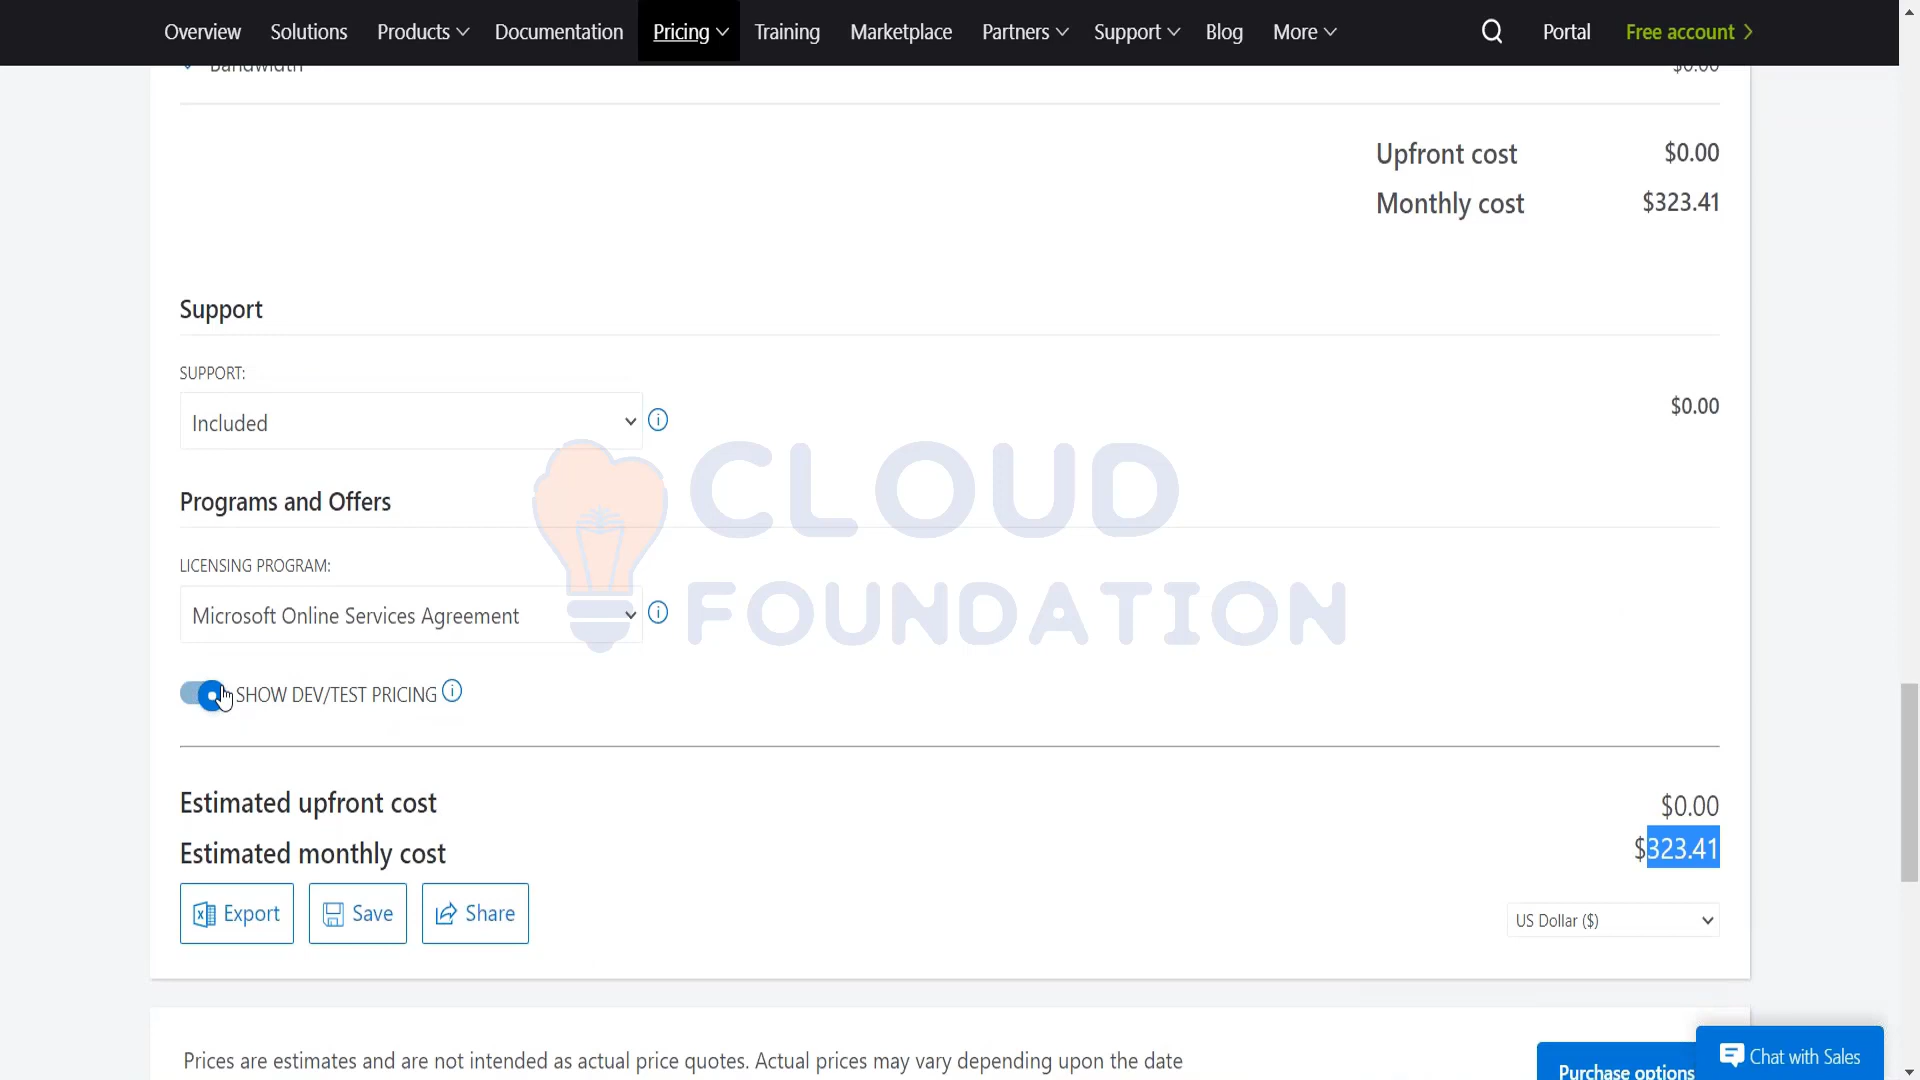 Overview Solutions Products Documentation Pricing Training Marketplace Partners Support Blog More Portal Free account
Bandwidth $0.00
Upfront cost $0.00
Monthly cost $323.41
Support
SUPPORT:
Included $0.00
Programs and Offers
LICENSING PROGRAM:
Microsoft Online Services Agreement
SHOW DEV/TEST PRICING
CLOUD
FOUNDATION
Estimated upfront cost $0.00
Estimated monthly cost $323.41
Export Save Share US Dollar ($)
Prices are estimates and are not intended as actual price quotes. Actual prices may vary depending upon the date
Purchase options
Chat with Sales